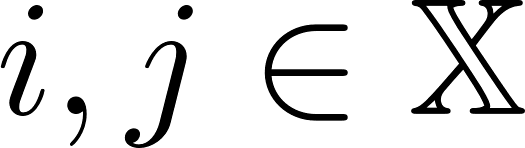 i, j ∈ 𝕏